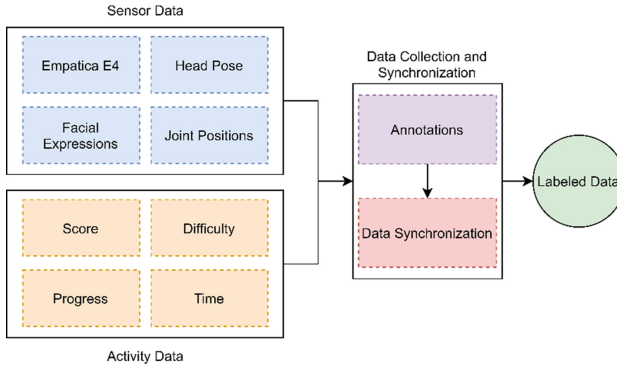 Sensor Data
Empatica E4
Head Pose
Facial
Expressions
Joint Positions
Score
Difficulty
Progress
Time
Activity Data
Data Collection and
Synchronization
Annotations
Data Synchronization
Labeled Data